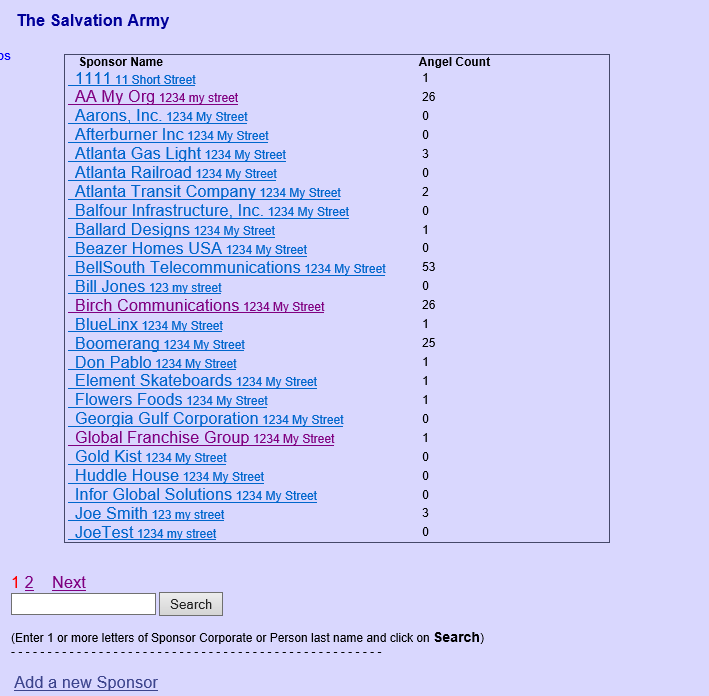 The Salvation Army
os
Sponsor Name Angel Count
1111 11 Short Street 1
AA My Org 1234 my street 26
Aarons, Inc. 1234 My Street 0
Afterburner Inc 1234 My Street 0
Atlanta Gas Light 1234 My Street 3
Atlanta Railroad 1234 My Street 0
Atlanta Transit Company 1234 My Street 2
Balfour Infrastructure, Inc. 1234 My Street 0
Ballard Designs 1234 My Street 1
Beazer Homes USA 1234 My Street 0
BellSouth Telecommunications 1234 My Street 53
Bill Jones 123 my street 0
Birch Communications 1234 My Street 26
BlueLinx 1234 My Street 1
Boomerang 1234 My Street 25
Don Pablo 1234 My Street 1
Element Skateboards 1234 My Street 1
Flowers Foods 1234 My Street 1
Georgia Gulf Corporation 1234 My Street 0
Global Franchise Group 1234 My Street 1
Gold Kist 1234 My Street 0
Huddle House 1234 My Street 0
Infor Global Solutions 1234 My Street 0
Joe Smith 123 my street 3
JoeTest 1234 my street 0
1 2 Next
Search
(Enter 1 or more letters of Sponsor Corporate or Person last name and click on Search)
- - - - - - - - - - - - - - - - - - - - - - - - - - - - - - - - - - - - - - - - - - - - - - - - - - -
Add a new Sponsor